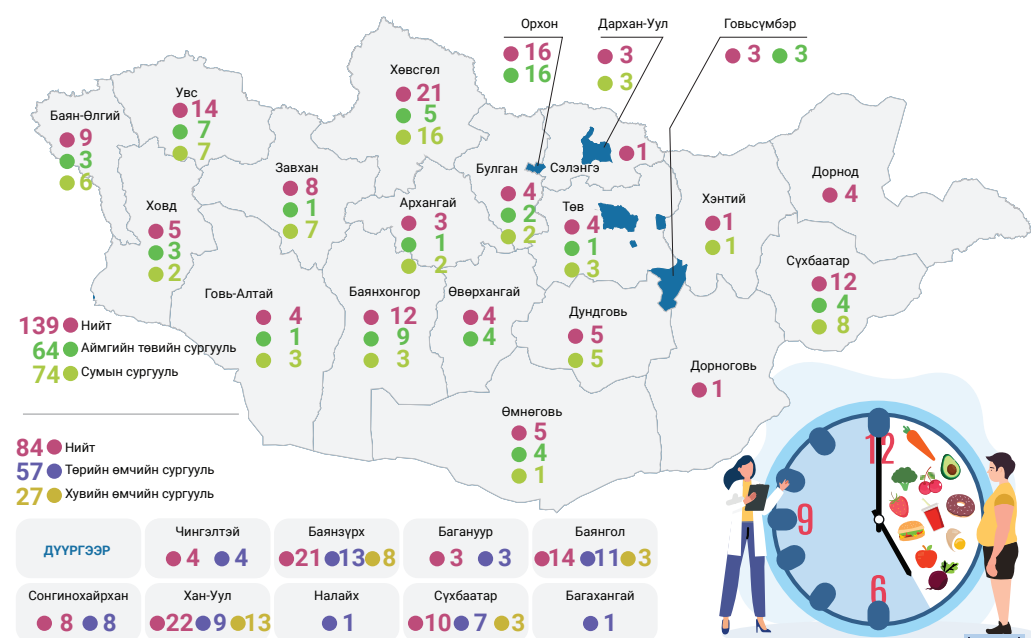 Орхон
16
16
Дархан-Уул
3
3
Говьсүмбэр
3 3
Хөвсгөл
21
5
16
Увс
14
7
7
Баян-Өлгий
9
3
6
Завхан
8
1
7
Ховд
5
3
2
Архангай
3
1
2
Булган
4
2
2
Сэлэнгэ
1
Төв
4
1
3
Хэнтий
1
1
Дорнод
4
Сүхбаатар
12
4
8
Говь-Алтай
4
1
3
Баянхонгор
12
9
3
Өвөрхангай
4
4
Дундговь
5
5
Дорноговь
1
Өмнөговь
5
4
1
139 Нийт
64 Аймгийн төвийн сургууль
74 Сумын сургууль
84 Нийт
57 Төрийн өмчийн сургууль
27 Хувийн өмчийн сургууль
ДҮҮРГЭЭР
Чингэлтэй
4 4
Баянзүрх
21 13 8
Багануур
3 3
Баянгол
14 11 3
Сонгинохайрхан
8 8
Хан-Уул
22 9 13
Налайх
1
Сүхбаатар
10 7 3
Багахангай
1
12
9
6